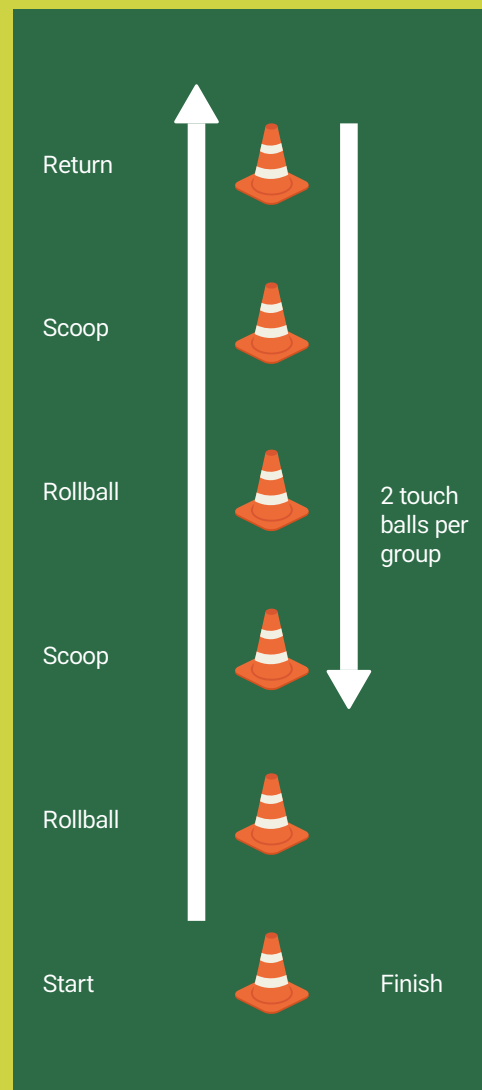 Return
Scoop
Rollball
2 touch
balls per
group
Scoop
Rollball
Start
Finish